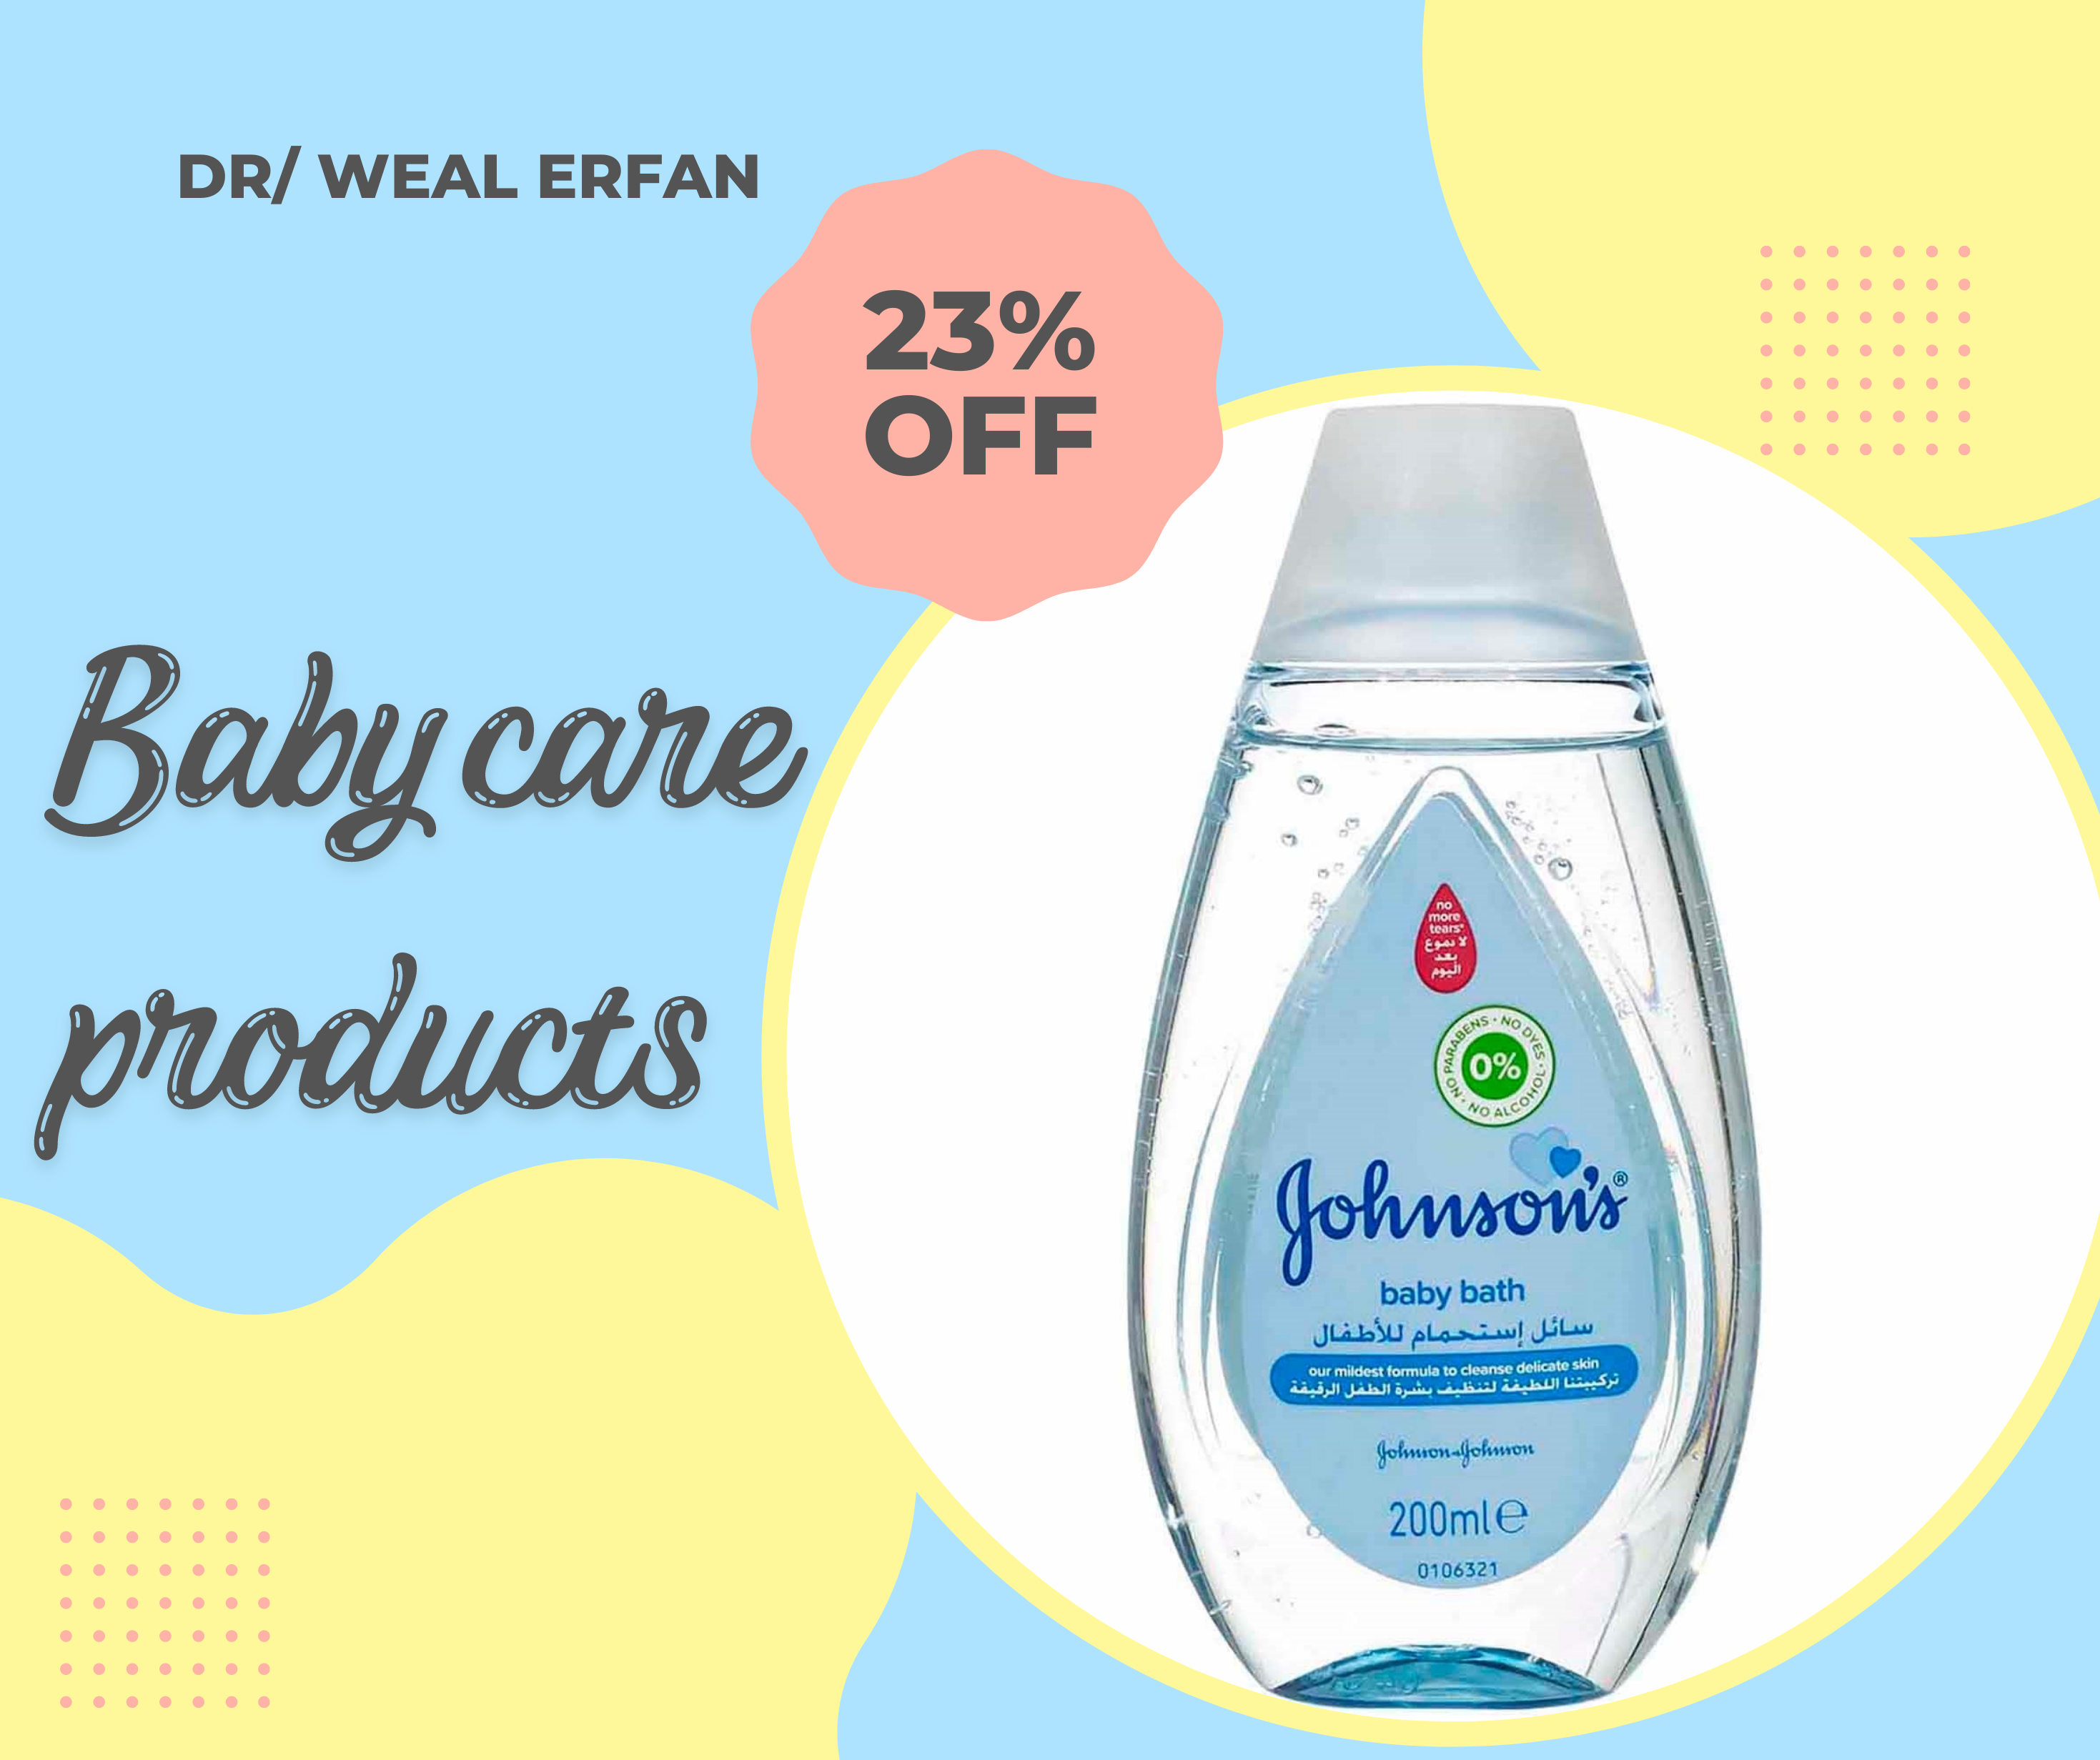 DR/ WEAL ERFAN
23%
OFF
Baby care
products
no
more
tears*
لا دموع
بعد
اليوم
NO PARABENS • NO DYES • NO ALCOHOL •
0%
Johnson's®
baby bath
سائل إستحمام للأطفال
our mildest formula to cleanse delicate skin
تركيبتنا اللطيفة لتنظيف بشرة الطفل الرقيقة
Johnson & Johnson
200ml ℮
0106321